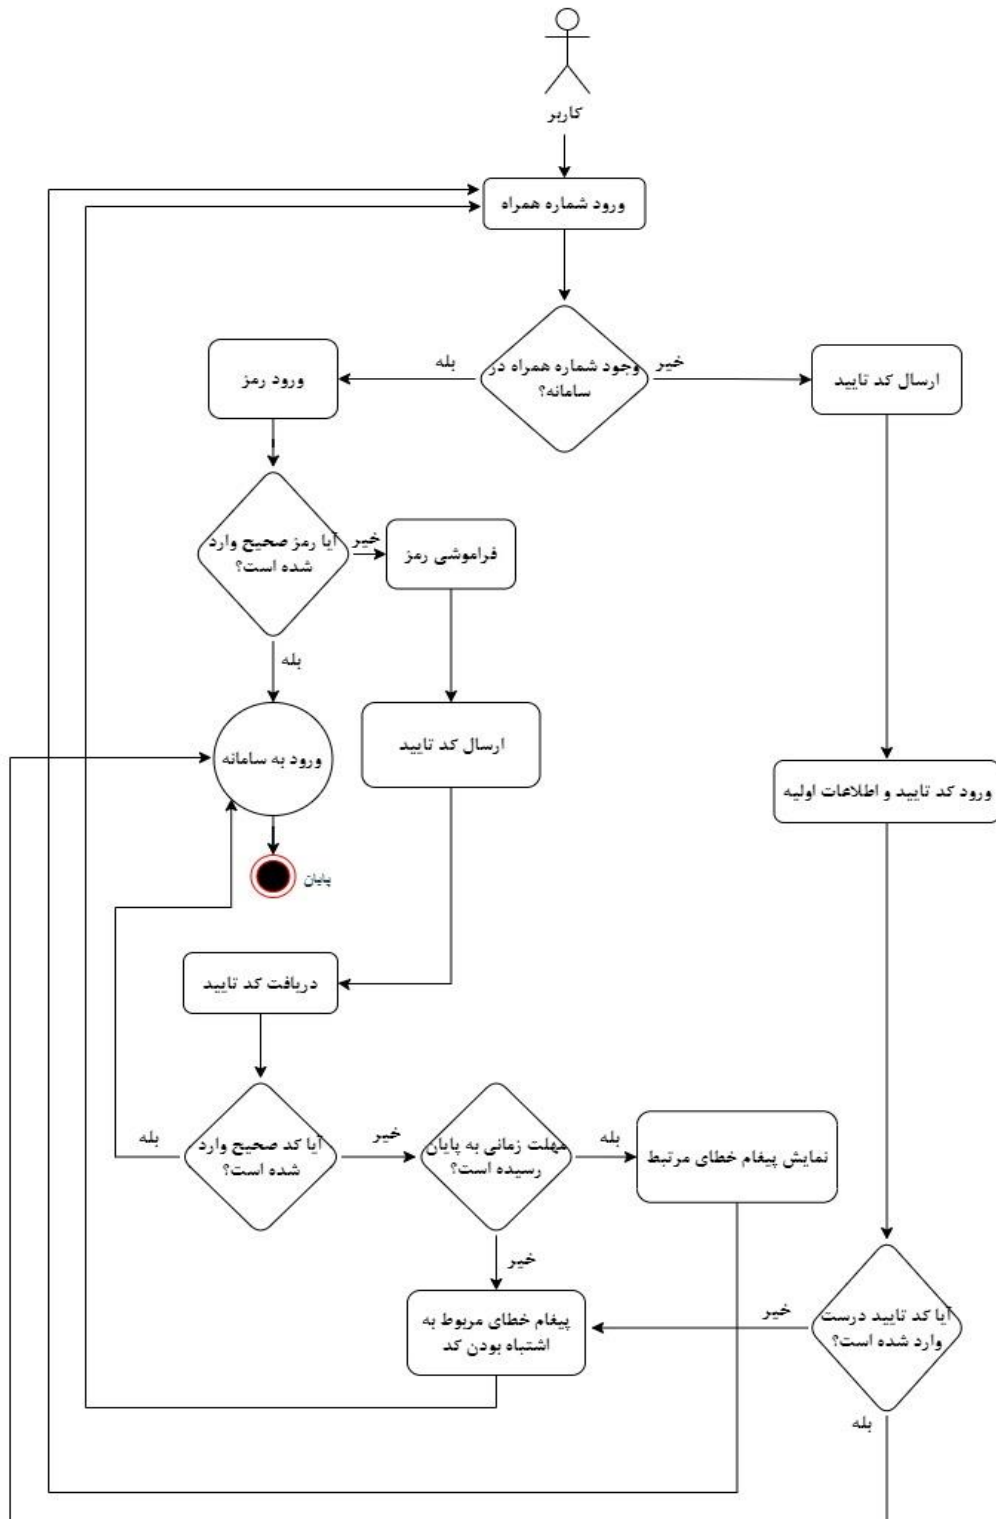 کاربر
ورود شماره همراه
وجود شماره همراه در
سامانه؟
بله
خیر
ورود رمز
ارسال کد تایید
آیا رمز صحیح وارد
شده است؟
خیر
فراموشی رمز
بله
ورود به سامانه
ارسال کد تایید
ورود کد تایید و اطلاعات اولیه
پایان
دریافت کد تایید
آیا کد صحیح وارد
شده است؟
بله
خیر
مهلت زمانی به پایان
رسیده است؟
بله
نمایش پیغام خطای مرتبط
خیر
پیغام خطای مربوط به
اشتباه بودن کد
خیر
آیا کد تایید درست
وارد شده است؟
بله